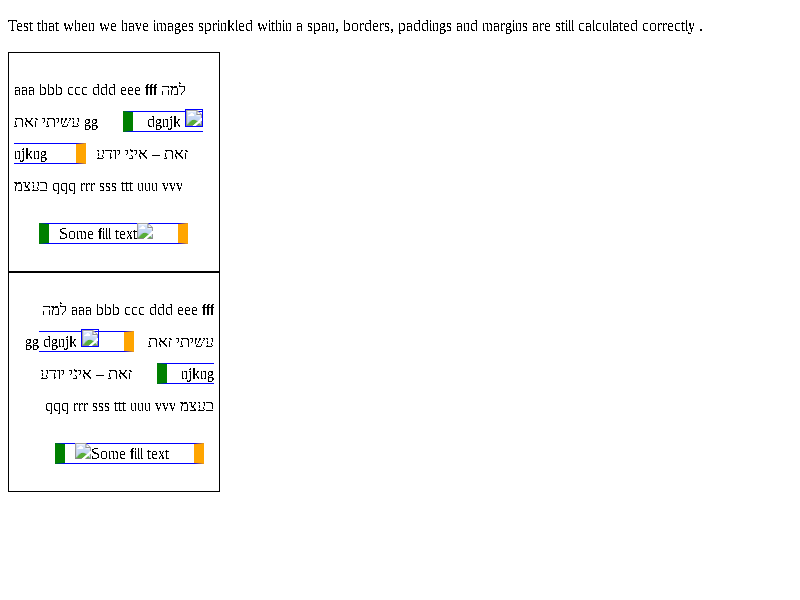 Test that when we have images sprinkled within a span, borders, paddings and margins are still calculated correctly .
aaa bbb ccc ddd eee fff למה
עשיתי זאת gg dgnjk
njkng זאת – איני יודע
בעצמ qqq rrr sss ttt uuu vvv
Some fill text
למה aaa bbb ccc ddd eee fff
עשיתי זאת gg dgnjk
njkng זאת – איני יודע
בעצמ qqq rrr sss ttt uuu vvv
Some fill text